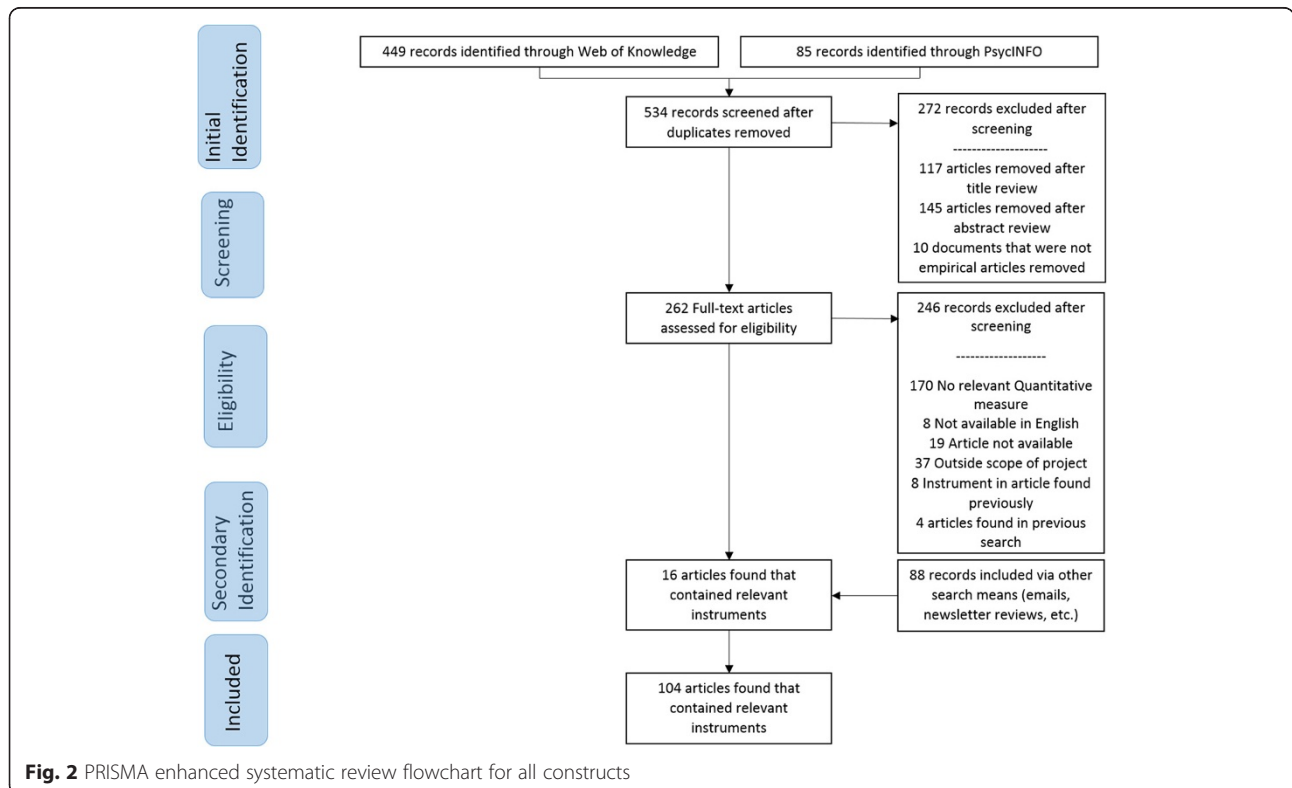 449 records identified through Web of Knowledge
85 records identified through PsycINFO
Initial
Identification
534 records screened after
duplicates removed
272 records excluded after
screening
--------------------
117 articles removed after
title review
145 articles removed after
abstract review
10 documents that were not
empirical articles removed
Screening
262 Full-text articles
assessed for eligibility
246 records excluded after
screening
-------------------
170 No relevant Quantitative
measure
8 Not available in English
19 Article not available
37 Outside scope of project
8 Instrument in article found
previously
4 articles found in previous
search
Eligibility
Secondary
Identification
16 articles found that
contained relevant
instruments
88 records included via other
search means (emails,
newsletter reviews, etc.)
Included
104 articles found that
contained relevant
instruments
Fig. 2 PRISMA enhanced systematic review flowchart for all constructs